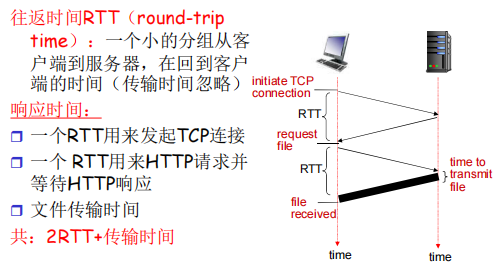 往返时间RTT（round-trip
time）：一个小的分组从客
户端到服务器，在回到客户
端的时间（传输时间忽略）
响应时间：
一个RTT用来发起TCP连接
一个 RTT用来HTTP请求并
等待HTTP响应
文件传输时间
共：2RTT+传输时间
initiate TCP
connection
RTT
request
file
RTT
time to
transmit
file
file
received
time
time